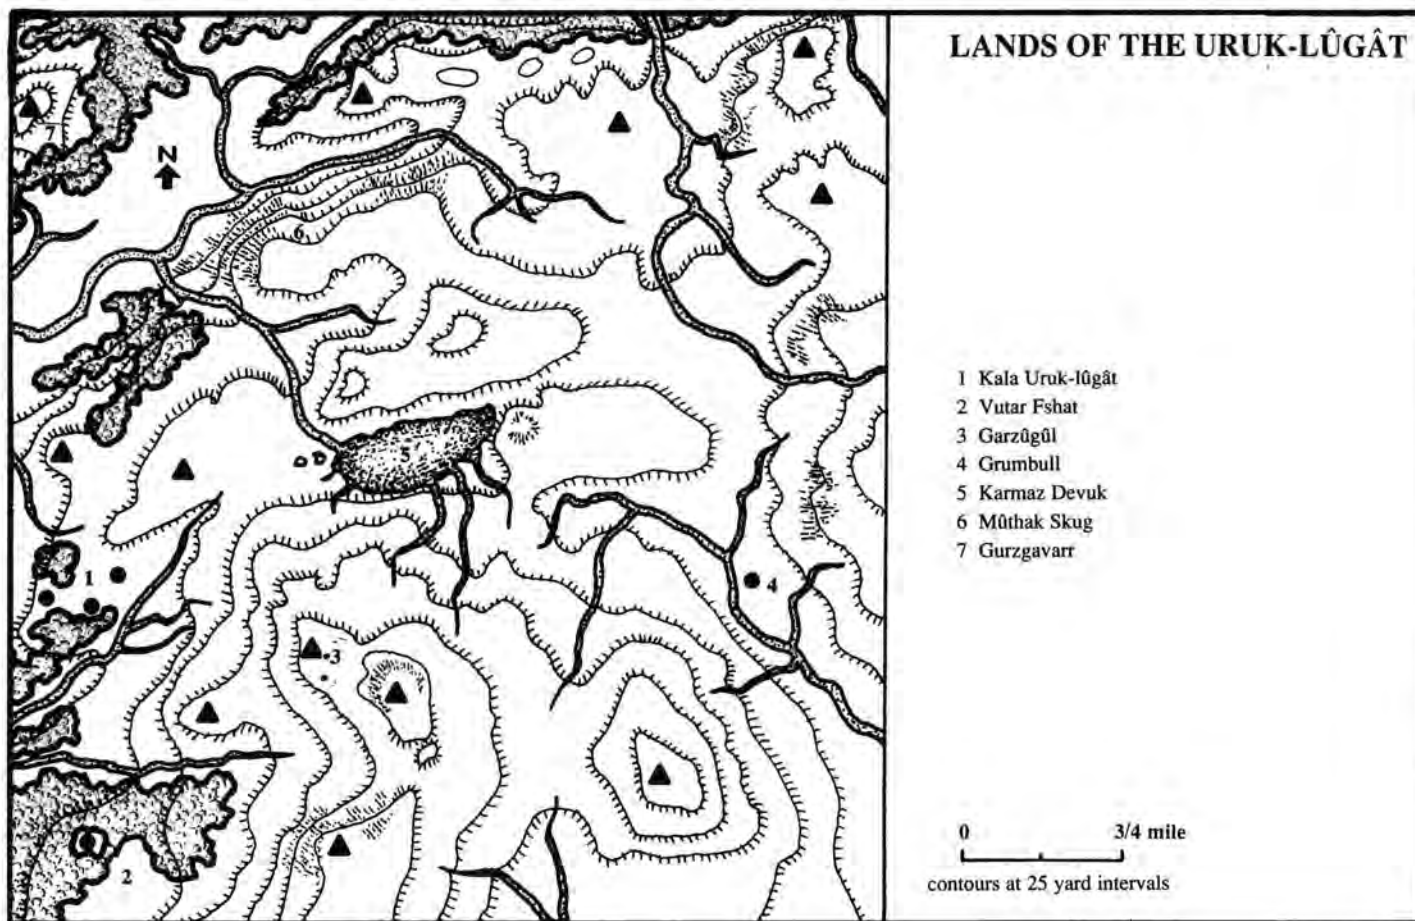 LANDS OF THE URUK-LÛGÂT
7
N
6
5
1
4
3
2
1 Kala Uruk-lûgât
2 Vutar Fshat
3 Garzûgûl
4 Grumbull
5 Karmaz Devuk
6 Mûthak Skug
7 Gurzgavarr
0 3/4 mile
contours at 25 yard intervals